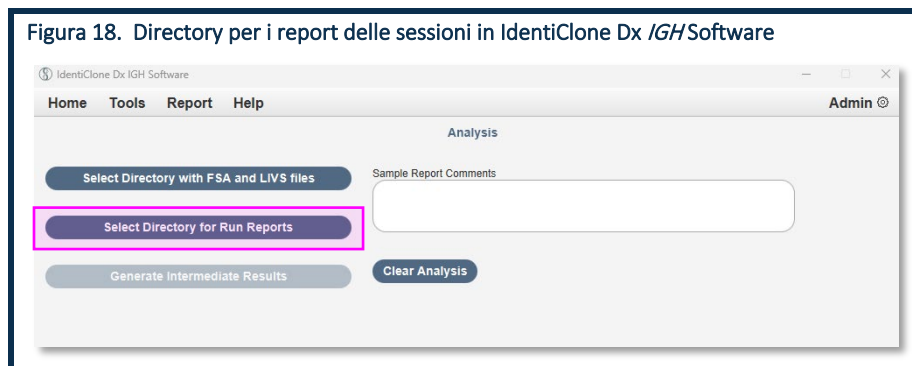 Figura 18. Directory per i report delle sessioni in IdentiClone Dx IGH Software
IdentiClone Dx IGH Software
Home Tools Report Help Admin
Analysis
Select Directory with FSA and LIVS files
Sample Report Comments
Select Directory for Run Reports
Generate Intermediate Results
Clear Analysis